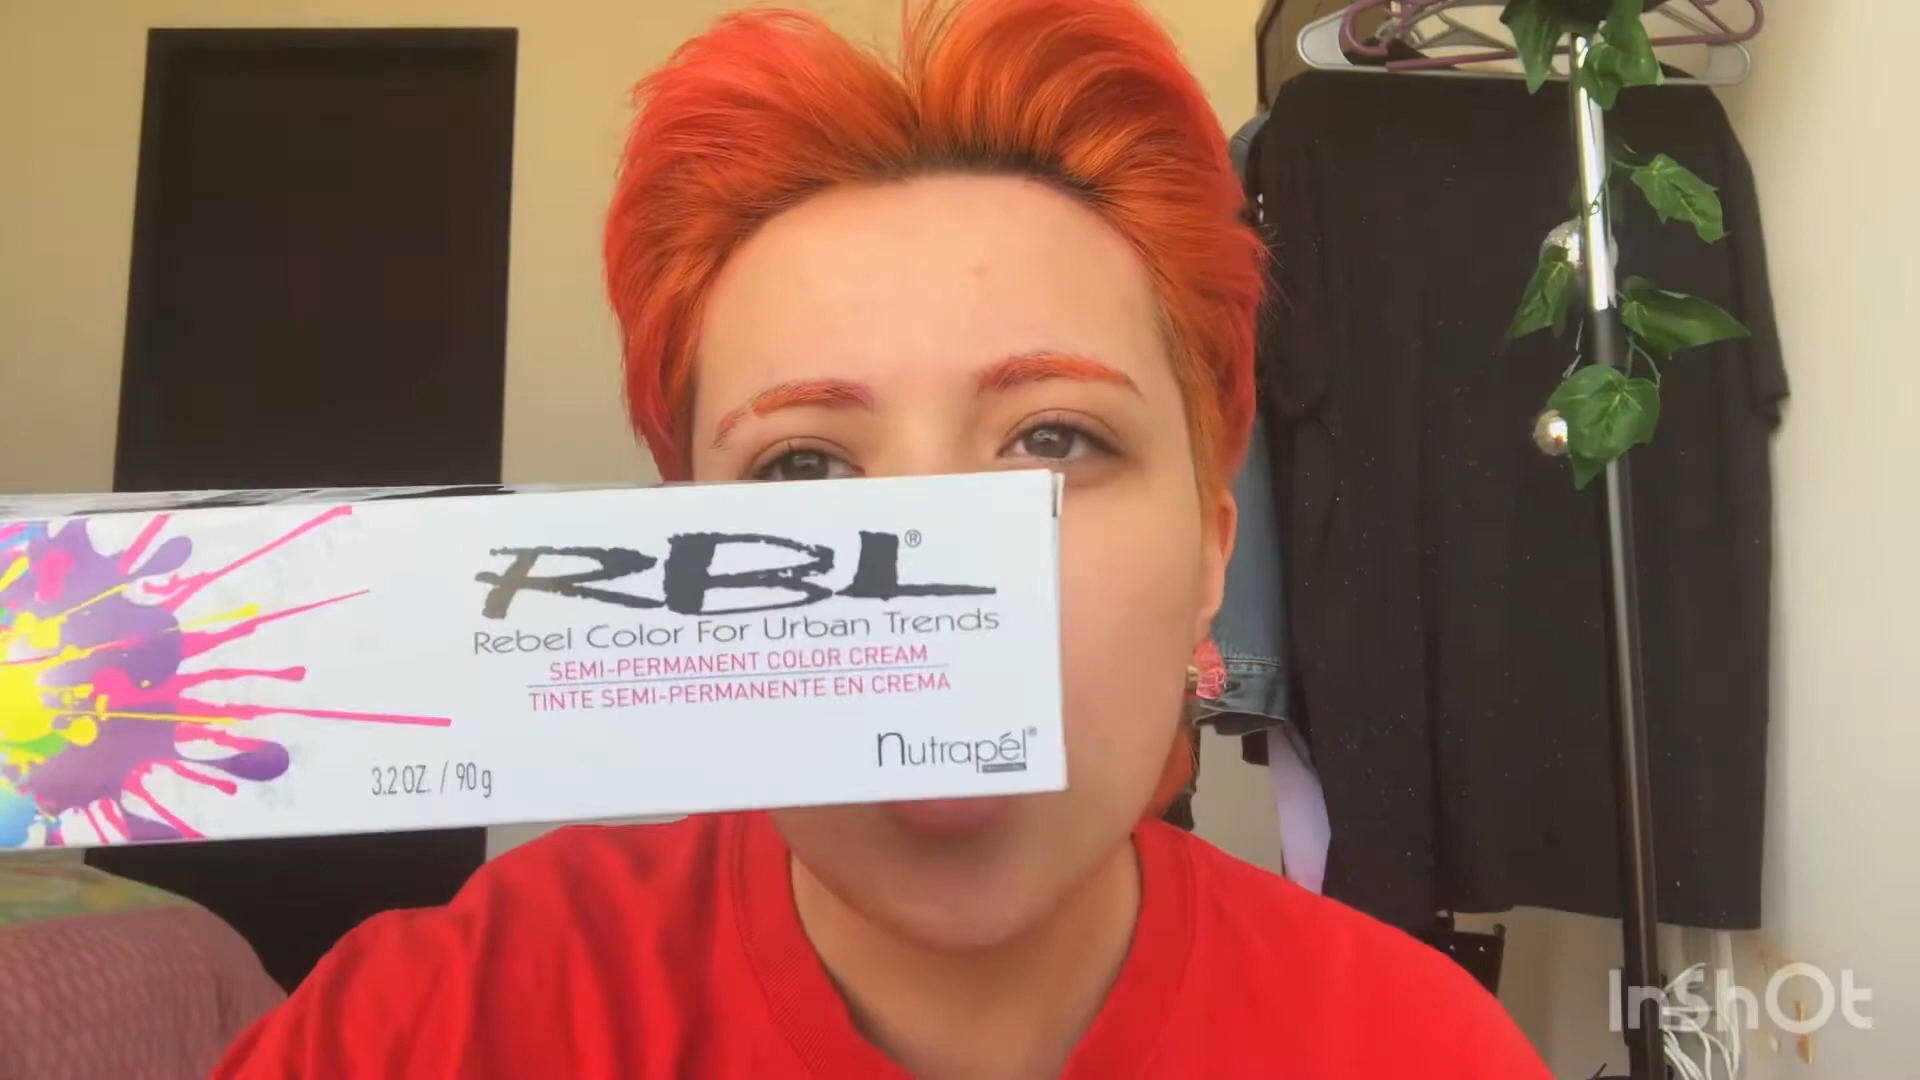 RBL®
Rebel Color For Urban Trends
SEMI-PERMANENT COLOR CREAM
TINTE SEMI-PERMANENTE EN CREMA
3.2 OZ. / 90 g
nutrapél®
InShOt